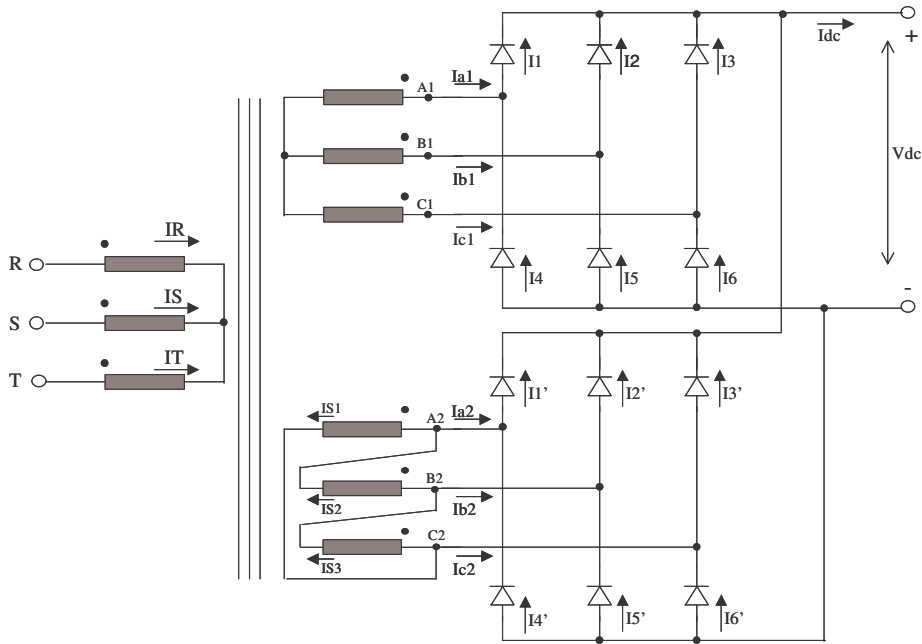 Idc
+
I1
I2
I3
Ia1
A1
B1
Ib1
Vdc
C1
Ic1
IR
R
I4
I5
I6
-
IS
S
IT
T
I1’
I2’
I3’
IS1
Ia2
A2
B2
IS2
Ib2
C2
IS3
Ic2
I4’
I5’
I6’